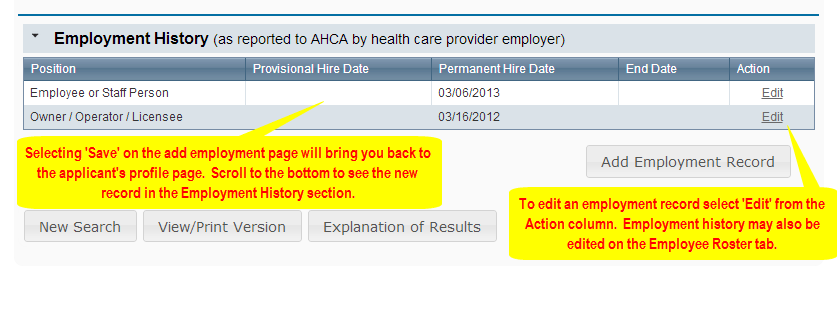 Employment History (as reported to AHCA by health care provider employer)
Position Provisional Hire Date Permanent Hire Date End Date Action
Employee or Staff Person 03/06/2013 Edit
Owner / Operator / Licensee 03/16/2012 Edit
Selecting 'Save' on the add employment page will bring you back to
the applicant's profile page. Scroll to the bottom to see the new
record in the Employment History section.
Add Employment Record
To edit an employment record select 'Edit' from the
Action column. Employment history may also be
edited on the Employee Roster tab.
New Search View/Print Version Explanation of Results